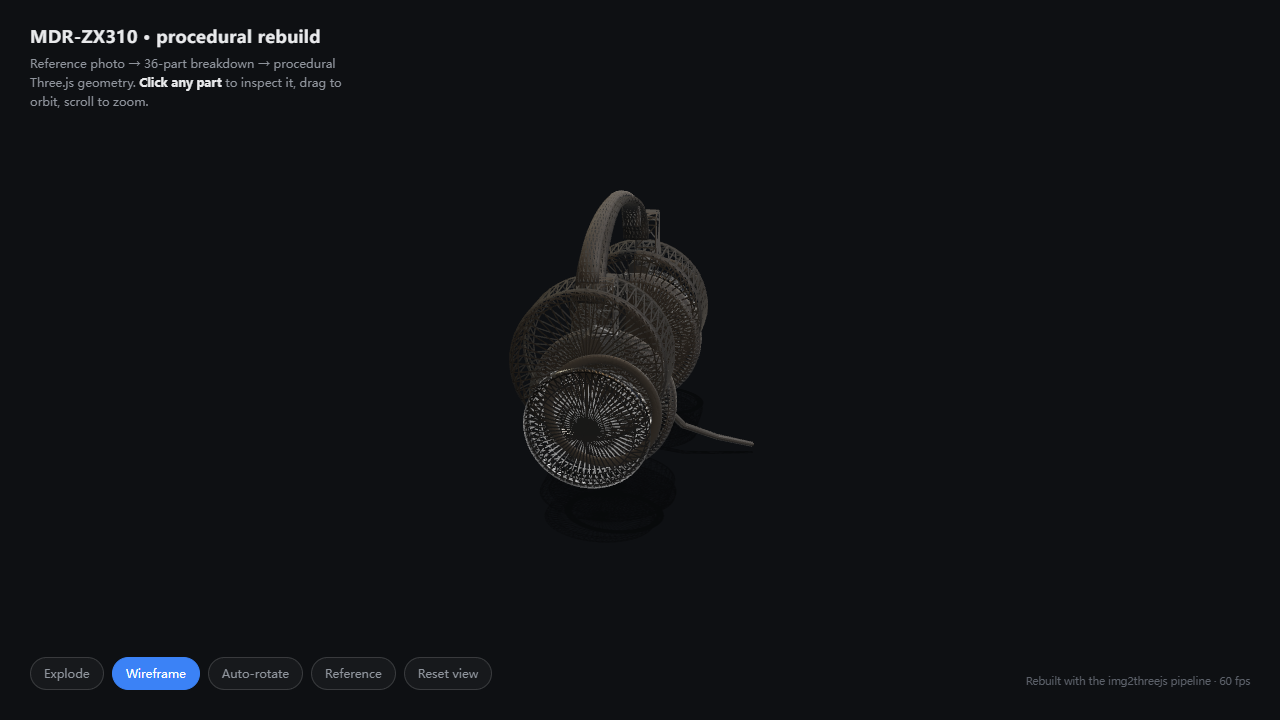 MDR-ZX310 • procedural rebuild
Reference photo → 36-part breakdown → procedural
Three.js geometry. Click any part to inspect it, drag to
orbit, scroll to zoom.
Explode
Wireframe
Auto-rotate
Reference
Reset view
Rebuilt with the img2threejs pipeline · 60 fps